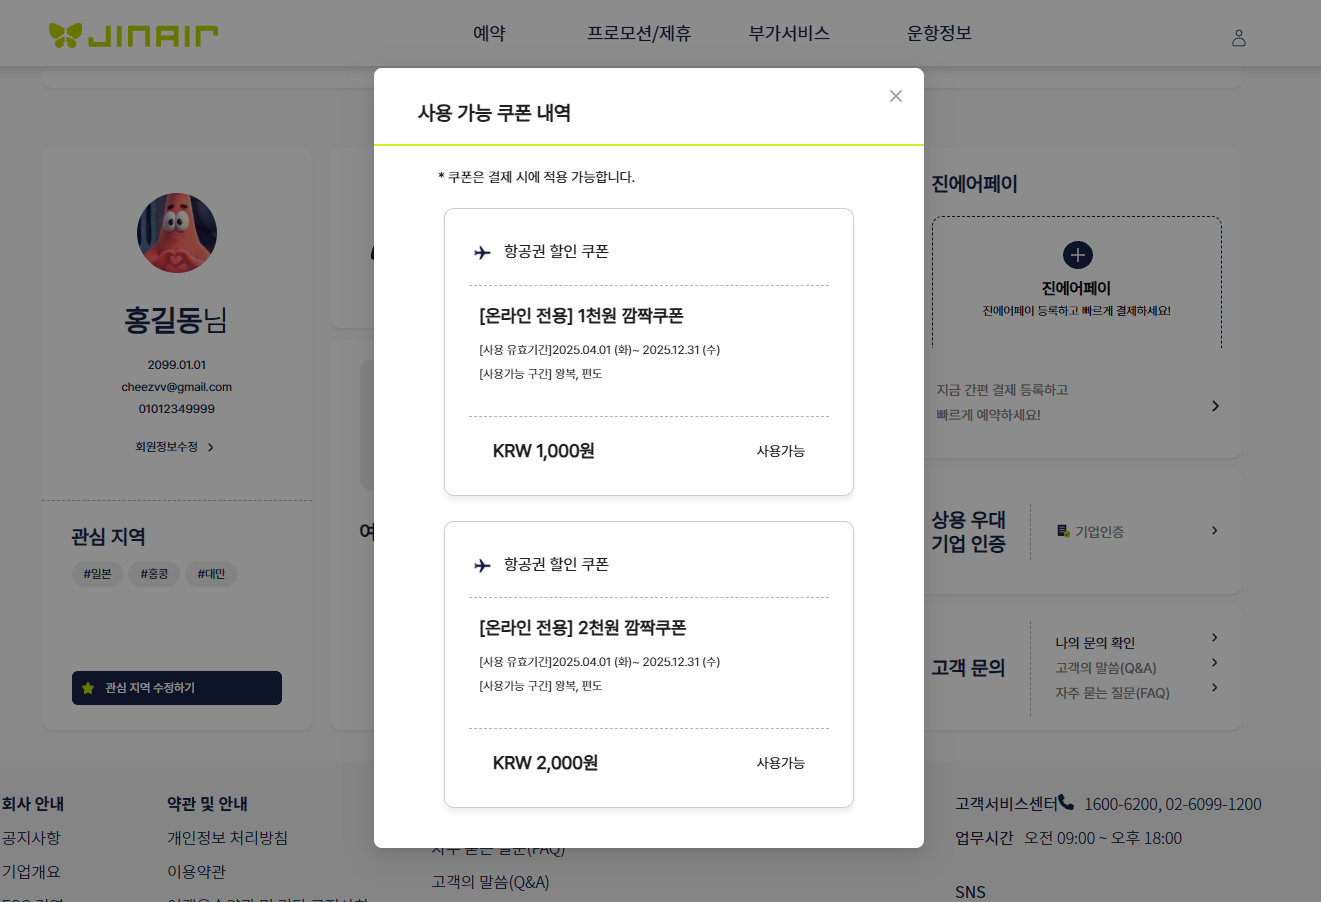 JINAIR
예약
프로모션/제휴
부가서비스
운항정보
사용 가능 쿠폰 내역
* 쿠폰은 결제 시에 적용 가능합니다.
항공권 할인 쿠폰
[온라인 전용] 1천원 깜짝쿠폰
[사용 유효기간]2025.04.01 (화)~ 2025.12.31 (수)
[사용가능 구간] 왕복, 편도
KRW 1,000원
사용가능
항공권 할인 쿠폰
[온라인 전용] 2천원 깜짝쿠폰
[사용 유효기간]2025.04.01 (화)~ 2025.12.31 (수)
[사용가능 구간] 왕복, 편도
KRW 2,000원
사용가능
홍길동님
2099.01.01
cheezvv@gmail.com
01012349999
회원정보수정
관심 지역
#일본
#홍콩
#대만
관심 지역 수정하기
진에어페이
진에어페이
진에어페이 등록하고 빠르게 결제하세요!
지금 간편 결제 등록하고
빠르게 예약하세요!
상용 우대
기업 인증
기업인증
고객 문의
나의 문의 확인
고객의 말씀(Q&A)
자주 묻는 질문(FAQ)
회사 안내
공지사항
기업개요
약관 및 안내
개인정보 처리방침
이용약관
자주 묻는 질문(FAQ)
고객의 말씀(Q&A)
고객서비스센터 1600-6200, 02-6099-1200
업무시간 오전 09:00 ~ 오후 18:00
SNS